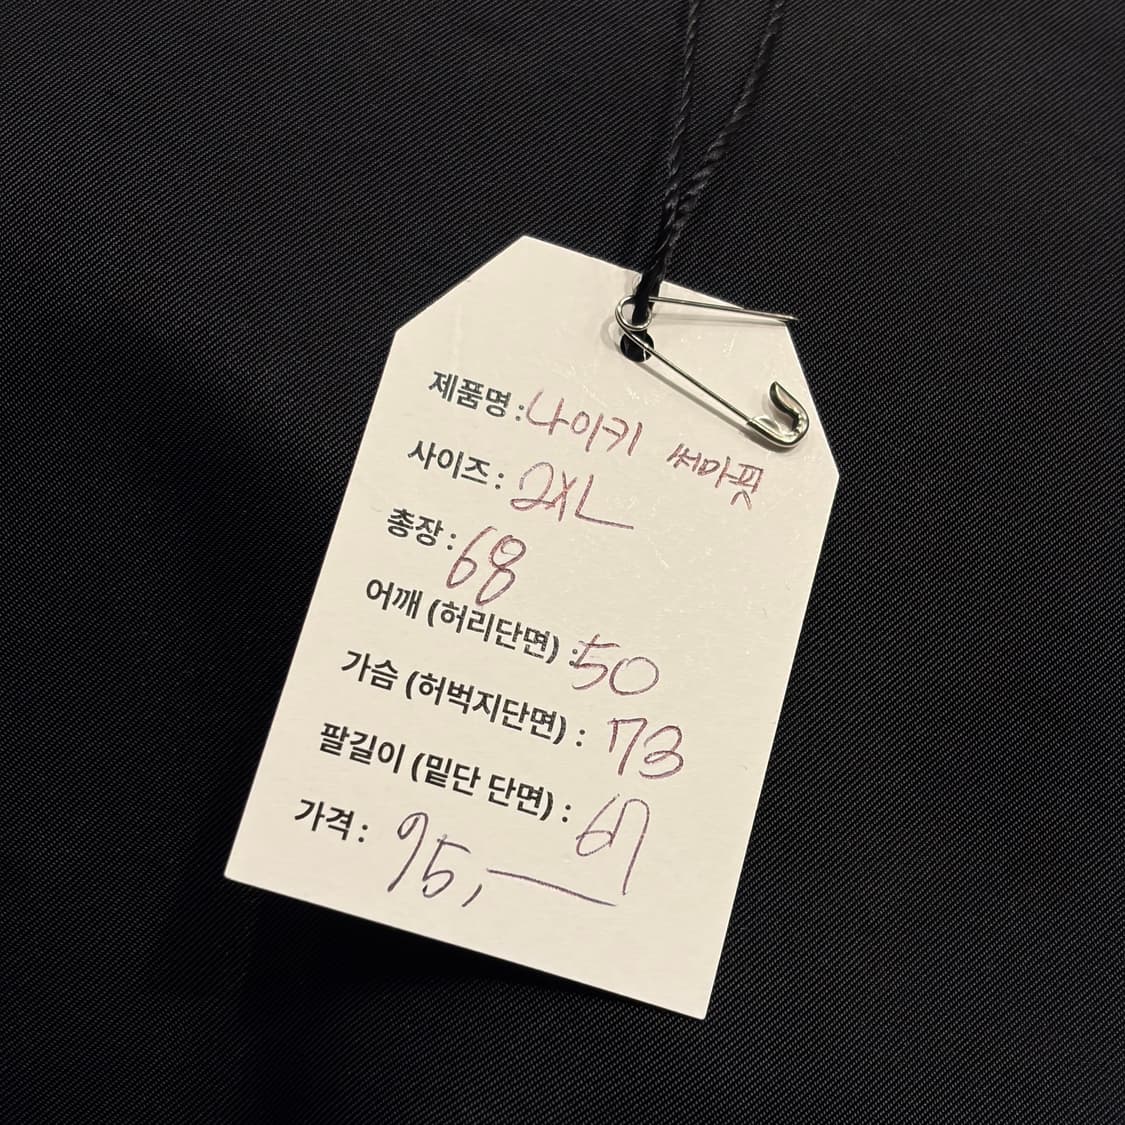 제품명 : 나이키 써마핏
사이즈 : 2XL
총장 : 68
어깨 (허리단면) : 50
가슴 (허벅지단면) : 73
팔길이 (밑단 단면) : 67
가격 : 95,—